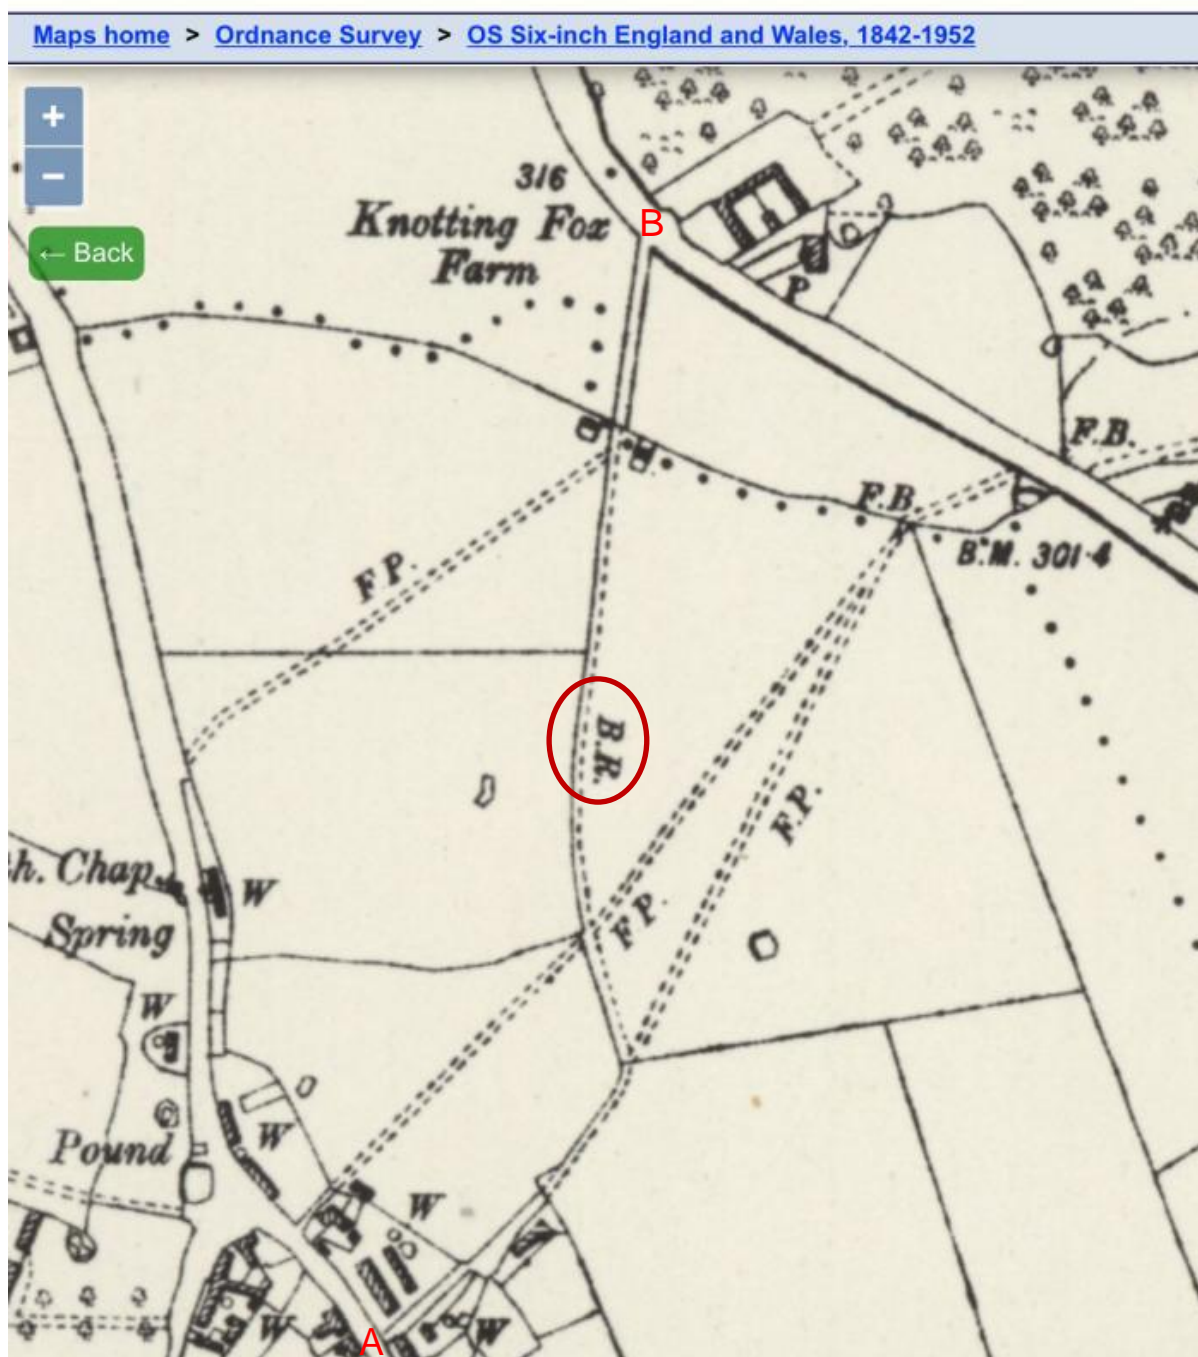 Maps home > Ordnance Survey > OS Six-inch England and Wales, 1842-1952
+
−
← Back
316
Knotting Fox
Farm
B
P
F.B.
F.B.
B.M. 301·4
F.P.
B.R.
F.P.
F.P.
h. Chap.
W
Spring
W
Pound
W
W
W
W
A